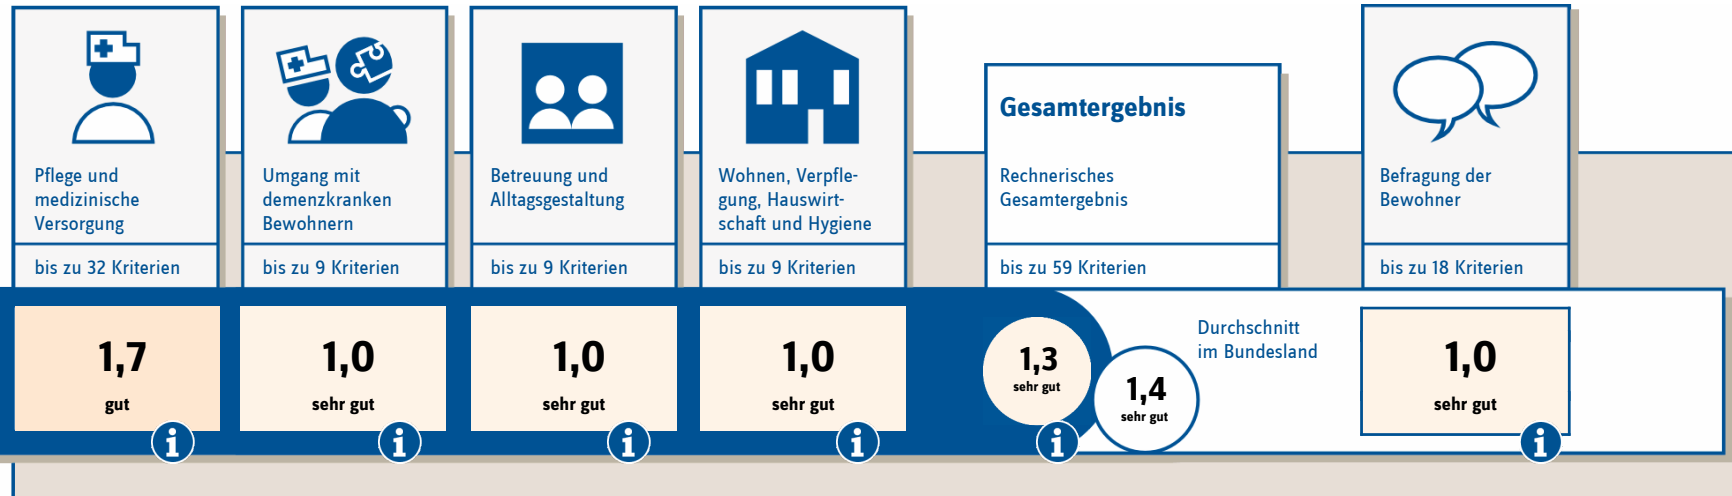 Pflege und
medizinische
Versorgung
bis zu 32 Kriterien
1,7
gut
Umgang mit
demenzkranken
Bewohnern
bis zu 9 Kriterien
1,0
sehr gut
Betreuung und
Alltagsgestaltung
bis zu 9 Kriterien
1,0
sehr gut
Wohnen, Verpfle-
gung, Hauswirt-
schaft und Hygiene
bis zu 9 Kriterien
1,0
sehr gut
Gesamtergebnis
Rechnerisches
Gesamtergebnis
bis zu 59 Kriterien
1,3
sehr gut
1,4
sehr gut
Durchschnitt
im Bundesland
Befragung der
Bewohner
bis zu 18 Kriterien
1,0
sehr gut